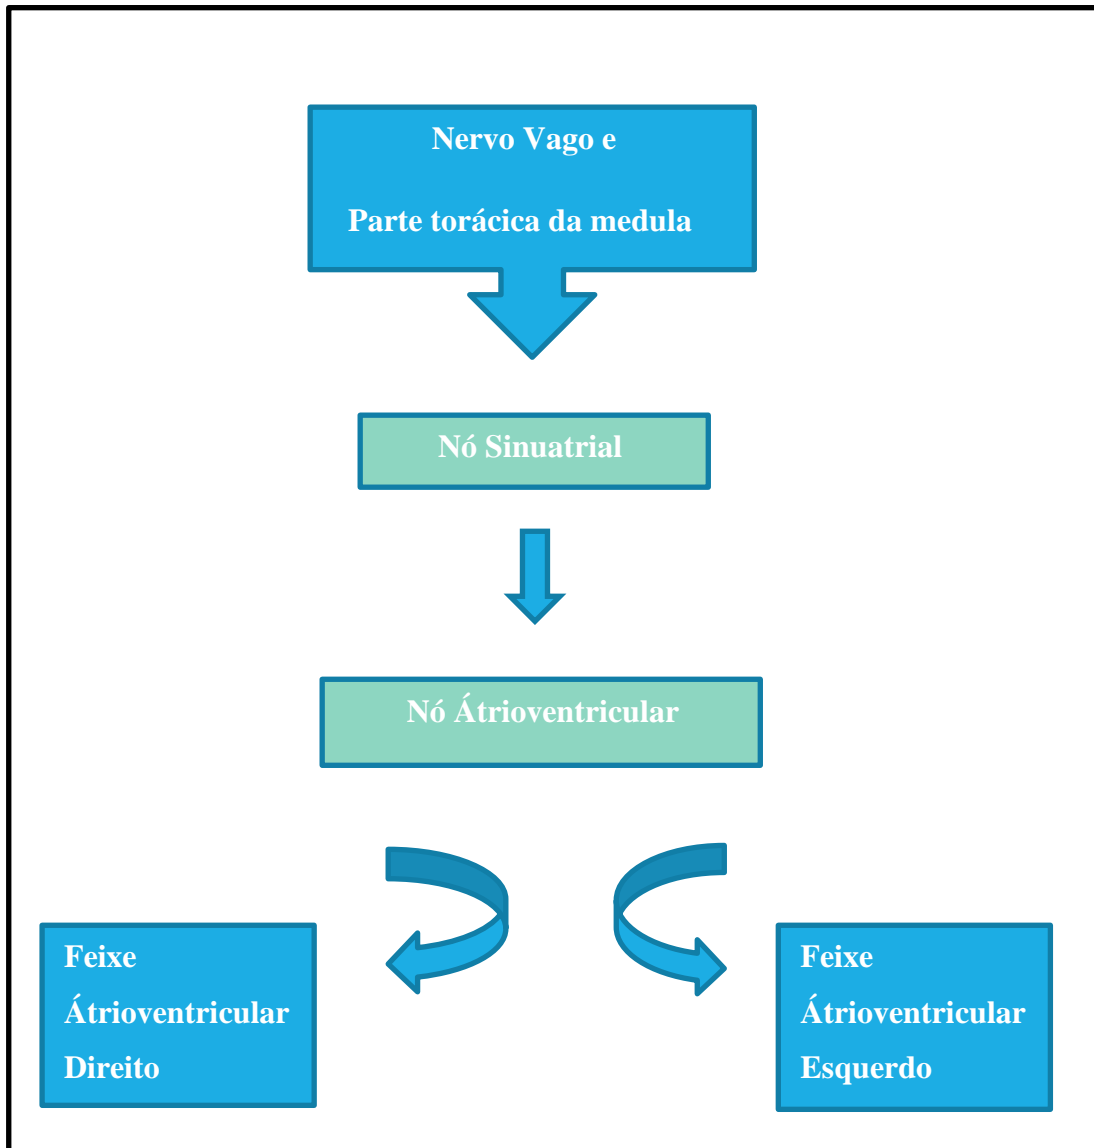 Nervo Vago e
Parte torácica da medula
Nó Sinuatrial
Nó Átrioventricular
Feixe
Átrioventricular
Direito
Feixe
Átrioventricular
Esquerdo